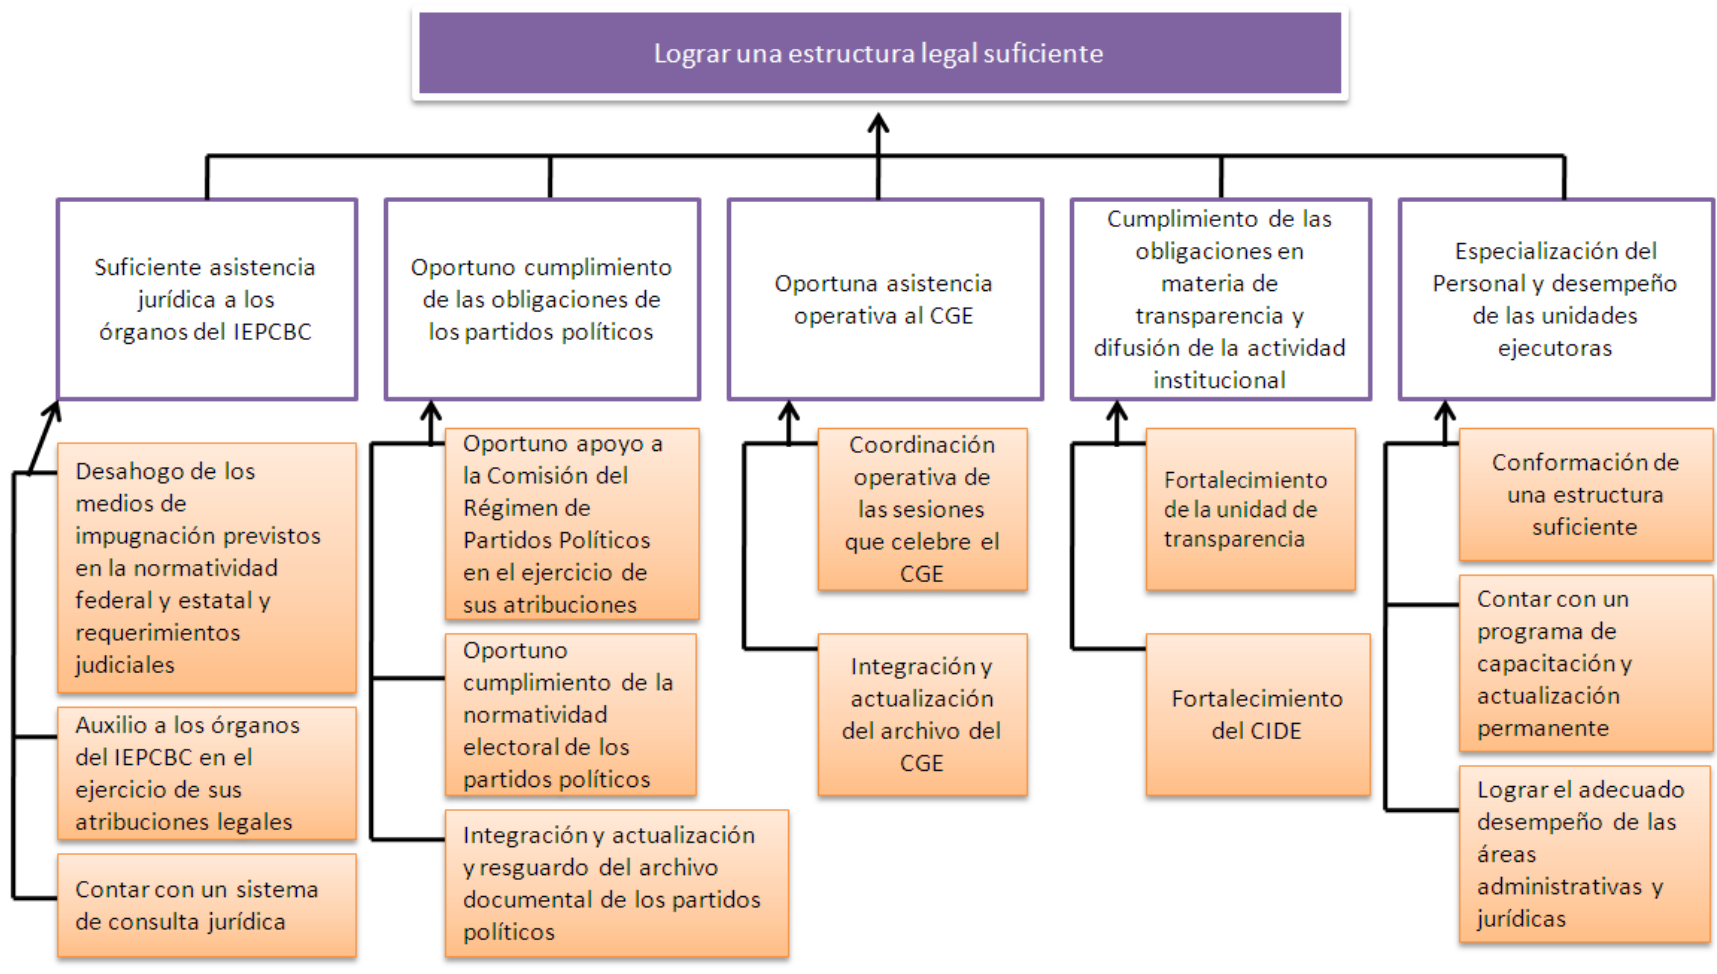 Lograr una estructura legal suficiente
Suficiente asistencia
jurídica a los
órganos del IEPCBC
Oportuno cumplimiento
de las obligaciones de
los partidos políticos
Oportuna asistencia
operativa al CGE
Cumplimiento de las
obligaciones en
materia de
transparencia y
difusión de la actividad
institucional
Especialización del
Personal y desempeño
de las unidades
ejecutoras
Desahogo de los
medios de
impugnación previstos
en la normatividad
federal y estatal y
requerimientos
judiciales
Auxilio a los órganos
del IEPCBC en el
ejercicio de sus
atribuciones legales
Contar con un sistema
de consulta jurídica
Oportuno apoyo a
la Comisión del
Régimen de
Partidos Políticos
en el ejercicio de
sus atribuciones
Oportuno
cumplimiento de la
normatividad
electoral de los
partidos políticos
Integración y actualización
y resguardo del archivo
documental de los partidos
políticos
Coordinación
operativa de
las sesiones
que celebre el
CGE
Integración y
actualización
del archivo del
CGE
Fortalecimiento
de la unidad de
transparencia
Fortalecimiento
del CIDE
Conformación de
una estructura
suficiente
Contar con un
programa de
capacitación y
actualización
permanente
Lograr el adecuado
desempeño de las
áreas
administrativas y
jurídicas